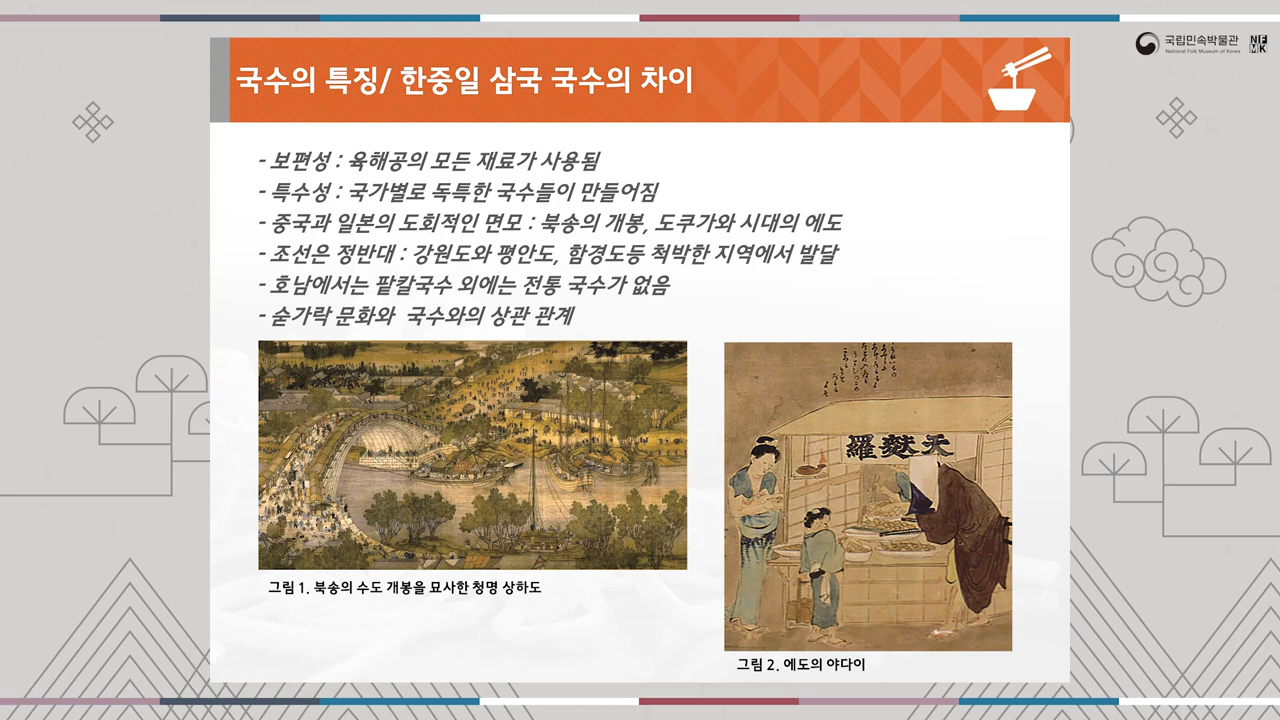 국립민속박물관
National Folk Museum of Korea
NF
MK
국수의 특징/ 한중일 삼국 국수의 차이
- 보편성 : 육해공의 모든 재료가 사용됨
- 특수성 : 국가별로 독특한 국수들이 만들어짐
- 중국과 일본의 도회적인 면모 : 북송의 개봉, 도쿠가와 시대의 에도
- 조선은 정반대 : 강원도와 평안도, 함경도등 척박한 지역에서 발달
- 호남에서는 팥칼국수 외에는 전통 국수가 없음
- 숟가락 문화와 국수와의 상관 관계
羅麩天
그림 1. 북송의 수도 개봉을 묘사한 청명 상하도
그림 2. 에도의 야다이